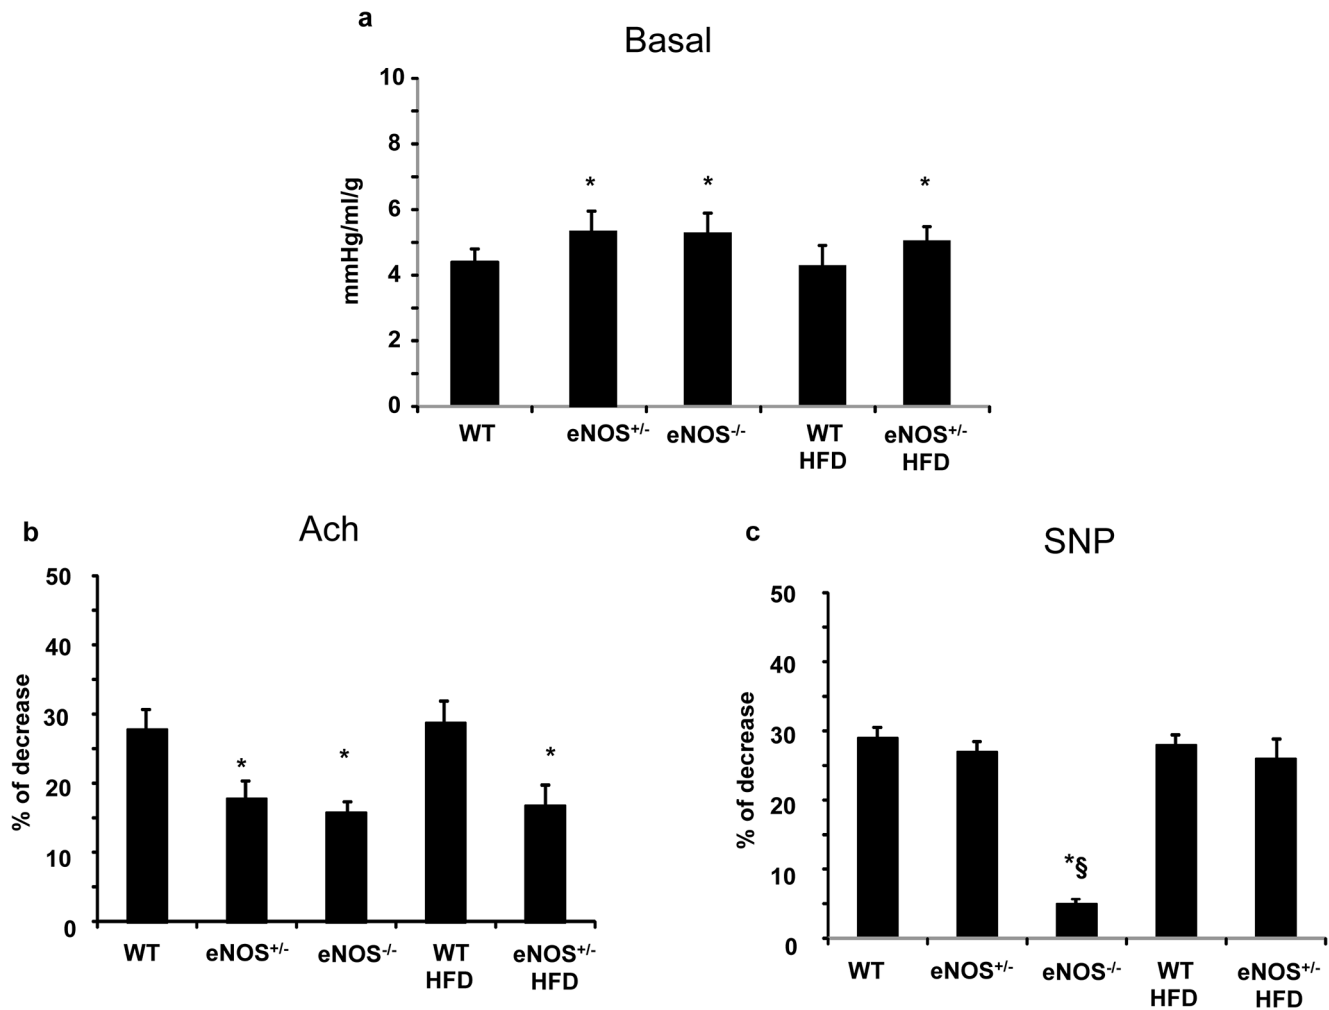 a
Basal
mmHg/ml/g
10
8
6
4
2
0
* * *
WT eNOS+/- eNOS-/- WT HFD eNOS+/- HFD
b
Ach
% of decrease
50
40
30
20
10
0
* * *
WT eNOS+/- eNOS-/- WT HFD eNOS+/- HFD
c
SNP
% of decrease
50
40
30
20
10
0
*§
WT eNOS+/- eNOS-/- WT HFD eNOS+/- HFD